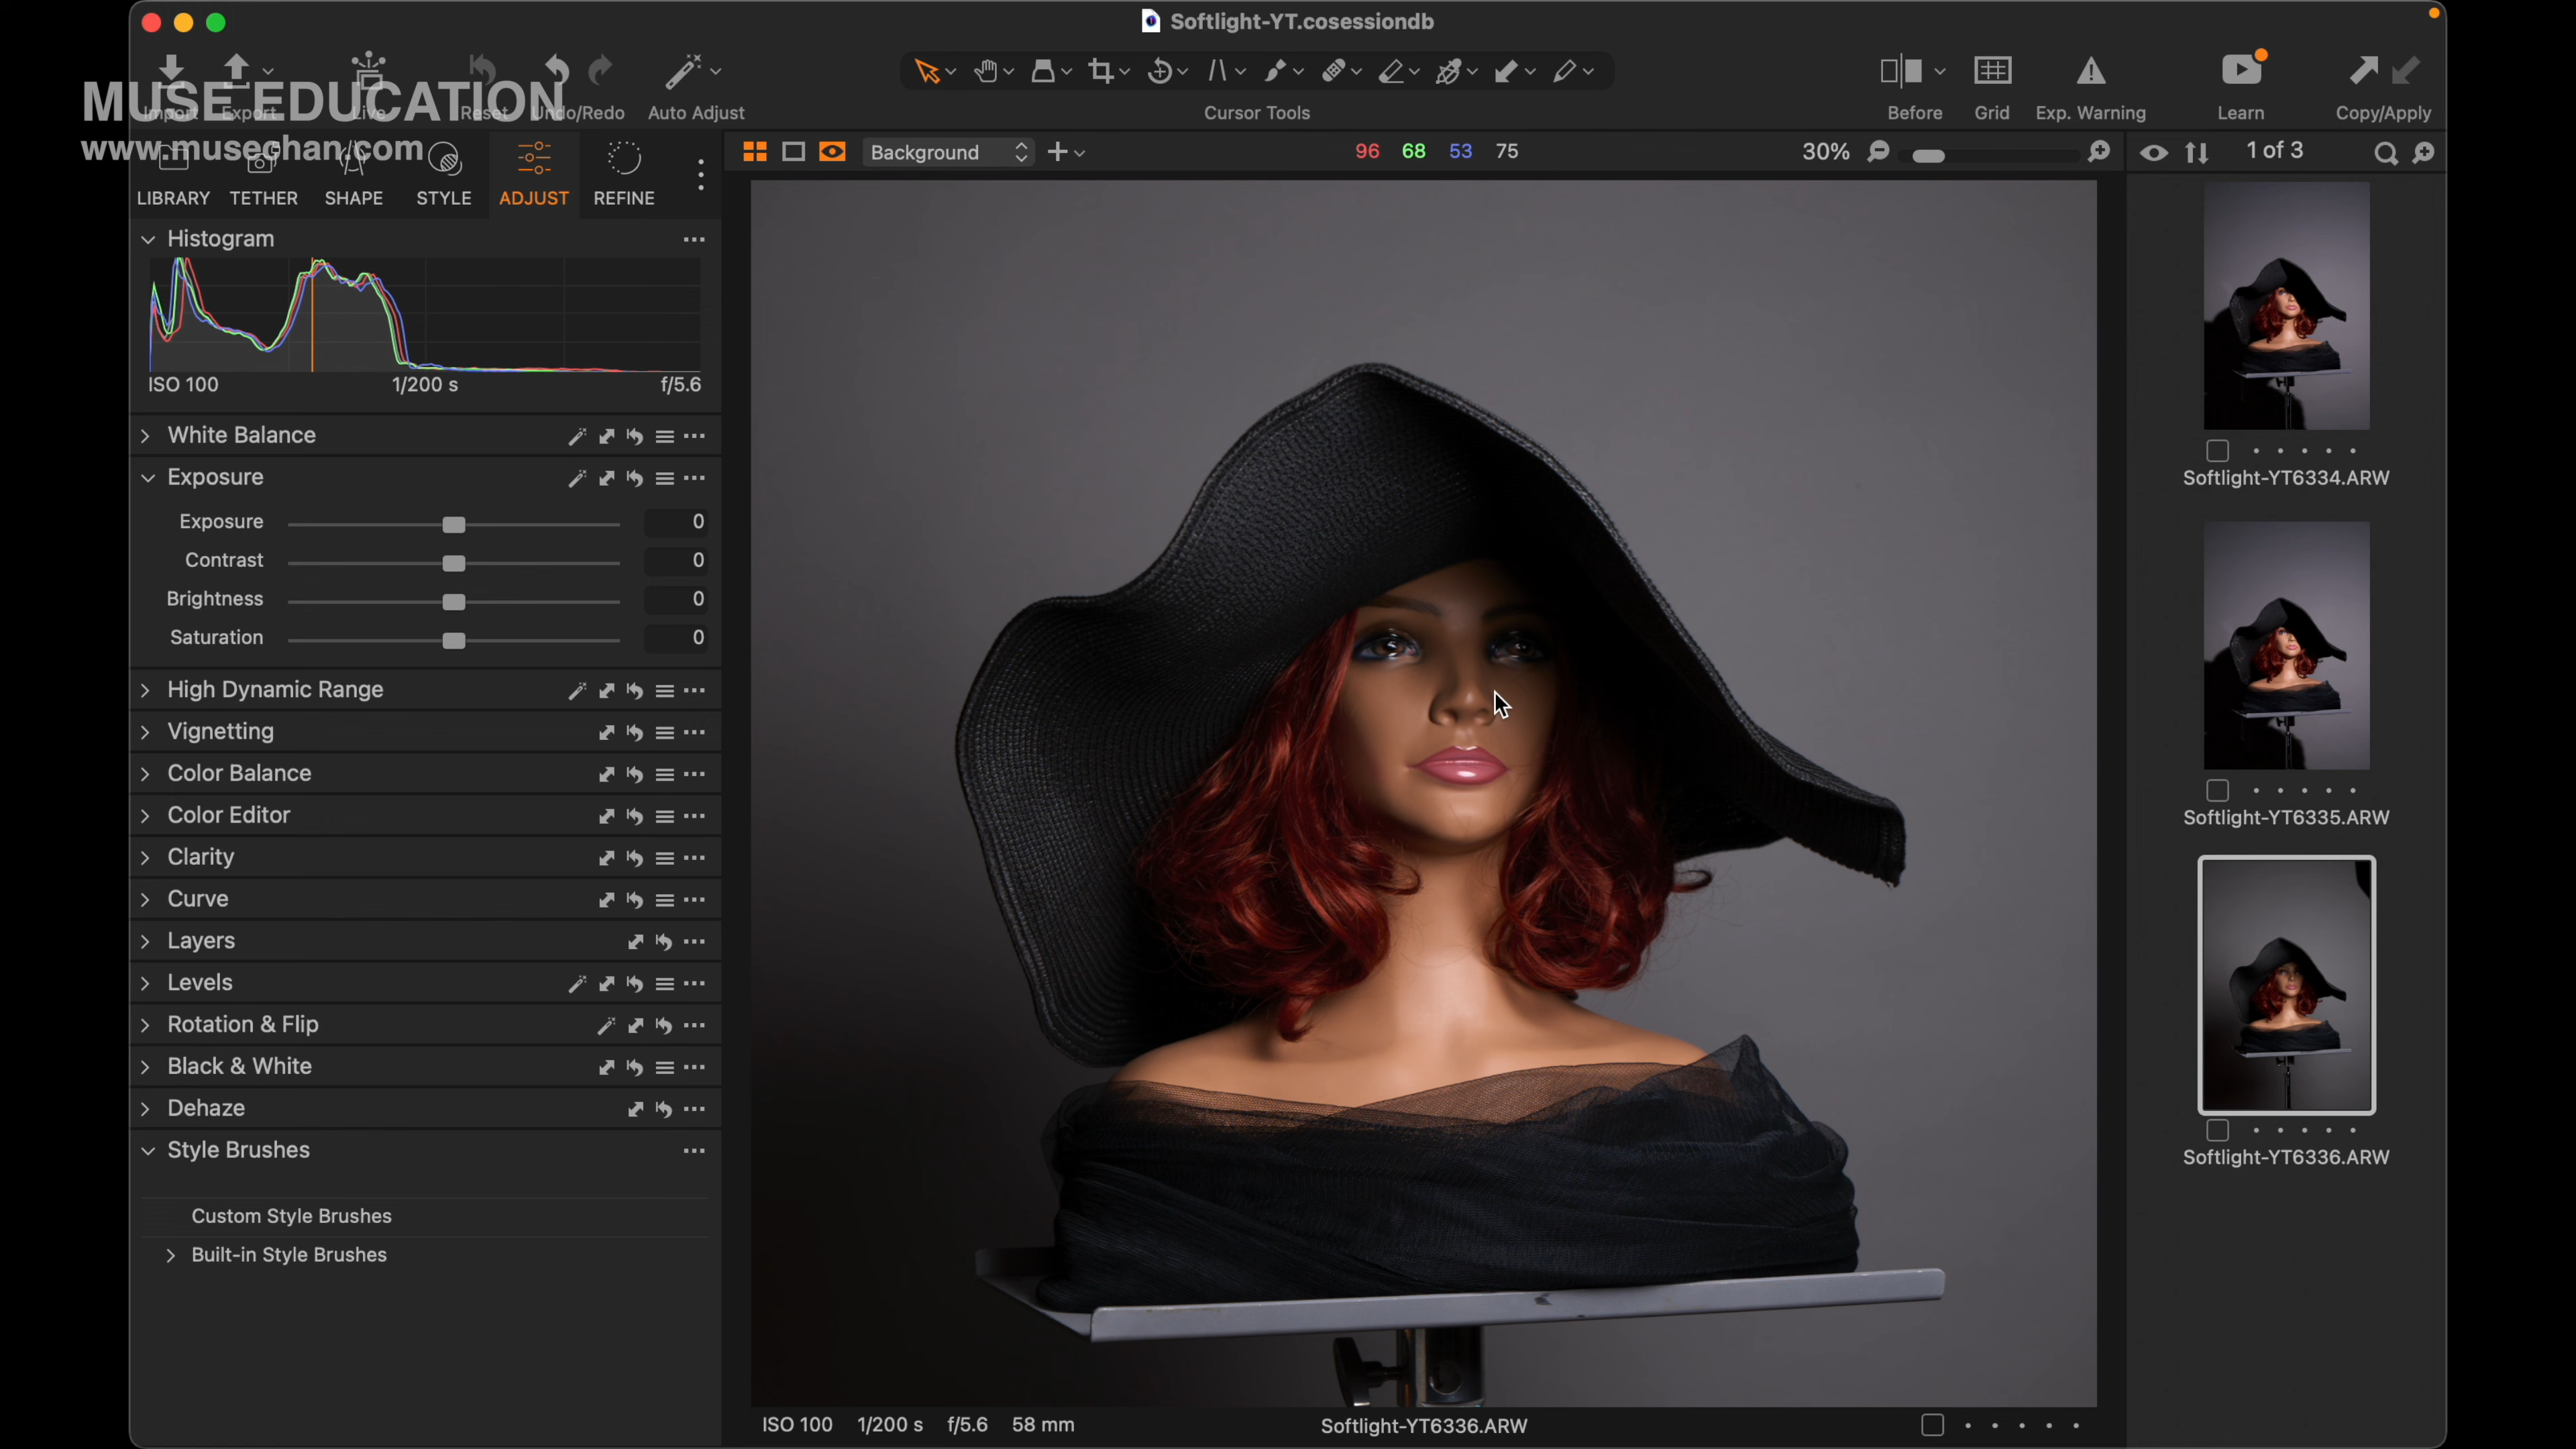 Softlight-YT.cosessiondb
MUSE EDUCATION
www.museghan.com
Import Export Live Reset Undo/Redo Auto Adjust Cursor Tools Before Grid Exp. Warning Learn Copy/Apply
LIBRARY TETHER SHAPE STYLE ADJUST REFINE
Background 96 68 53 75 30% 1 of 3
Histogram
ISO 100 1/200 s f/5.6
White Balance
Exposure
Exposure 0
Contrast 0
Brightness 0
Saturation 0
High Dynamic Range
Vignetting
Color Balance
Color Editor
Clarity
Curve
Layers
Levels
Rotation & Flip
Black & White
Dehaze
Style Brushes
Custom Style Brushes
Built-in Style Brushes
Softlight-YT6334.ARW
Softlight-YT6335.ARW
Softlight-YT6336.ARW
ISO 100 1/200 s f/5.6 58 mm Softlight-YT6336.ARW